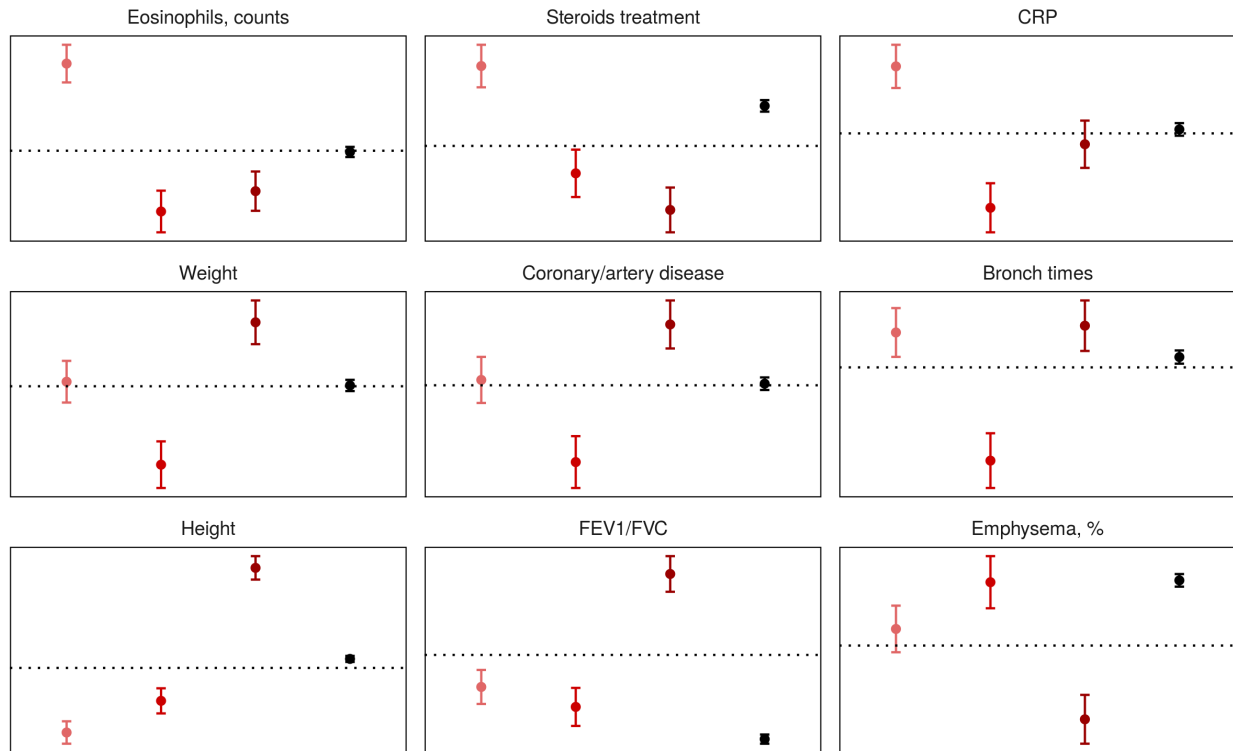 Eosinophils, counts
Steroids treatment
CRP
Weight
Coronary/artery disease
Bronch times
Height
FEV1/FVC
Emphysema, %